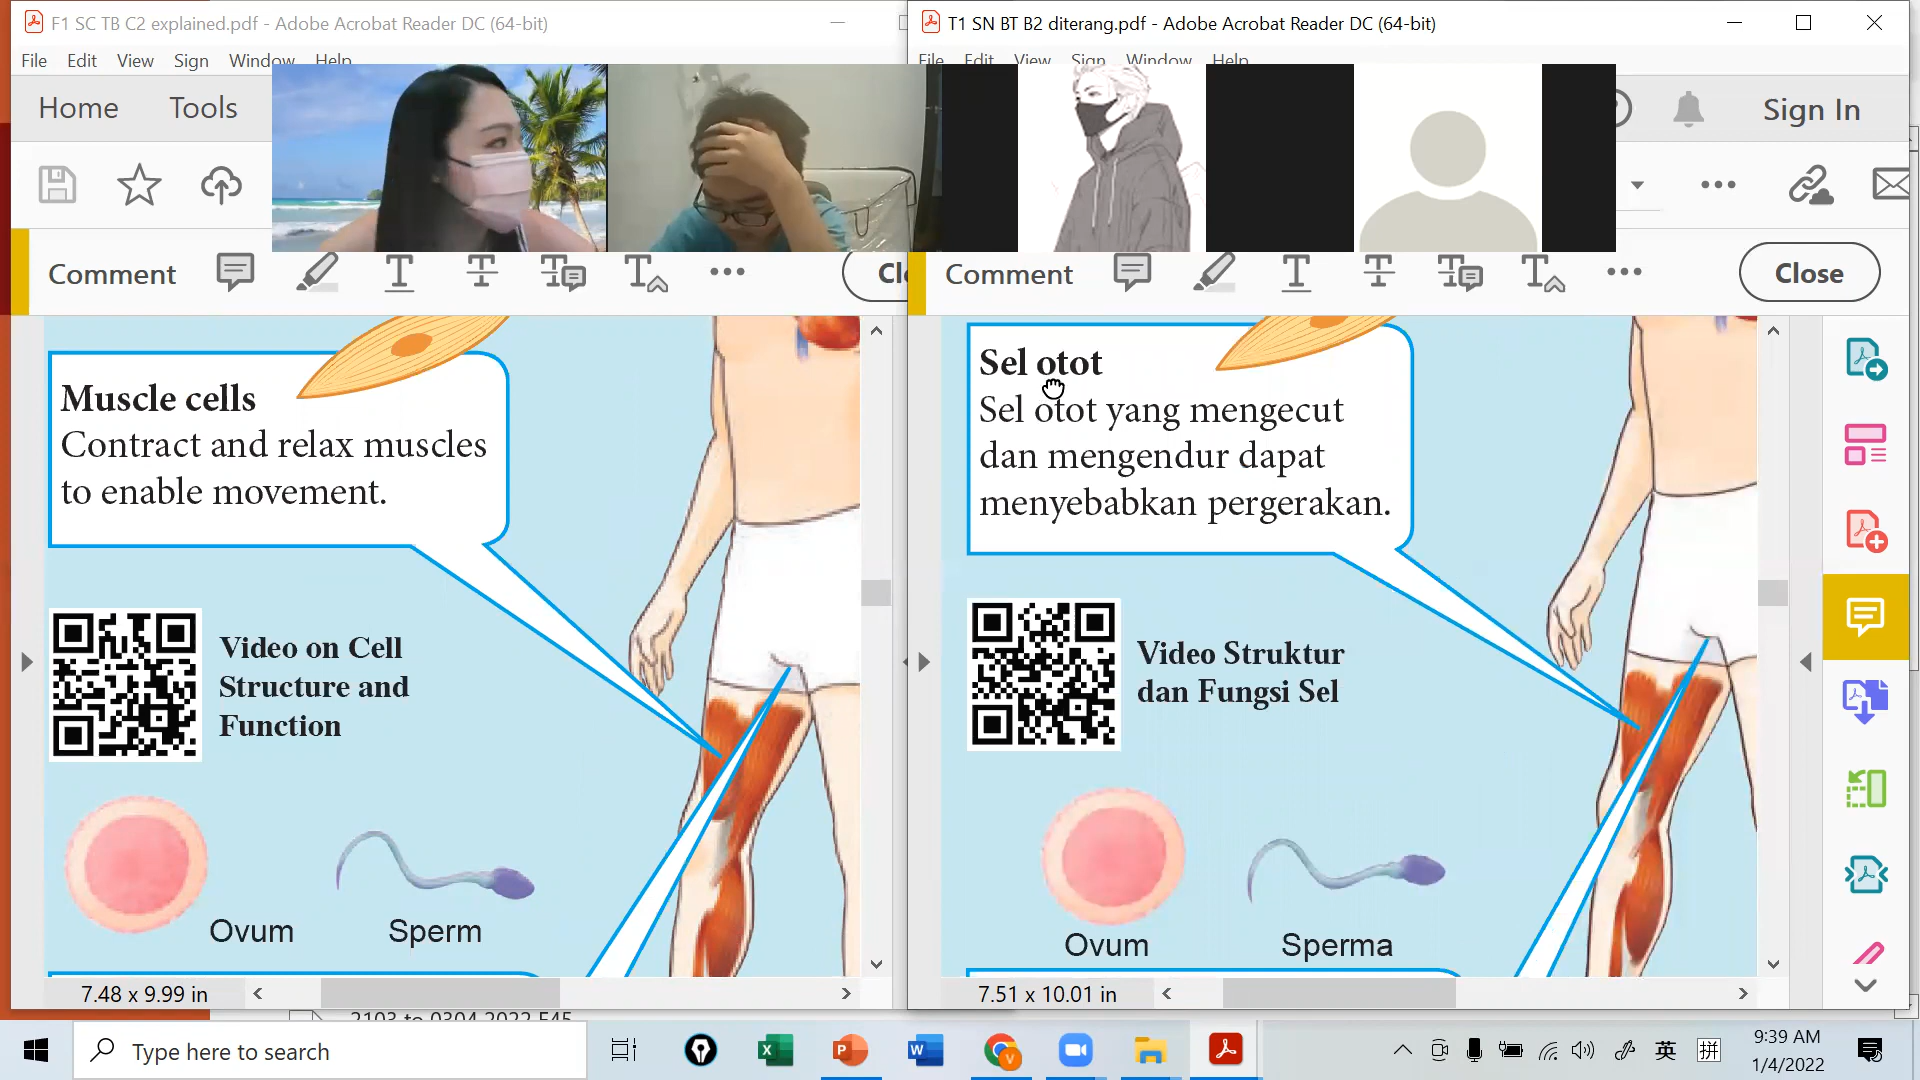 F1 SC TB C2 explained.pdf - Adobe Acrobat Reader DC (64-bit)
File Edit View Sign Window Help
Home Tools
Comment
Muscle cells
Contract and relax muscles
to enable movement.
Video on Cell
Structure and
Function
Ovum Sperm
7.48 x 9.99 in
T1 SN BT B2 diterang.pdf - Adobe Acrobat Reader DC (64-bit)
File Edit View Sign Window Help
Sign In
Comment
Close
Sel otot
Sel otot yang mengecut
dan mengendur dapat
menyebabkan pergerakan.
Video Struktur
dan Fungsi Sel
Ovum Sperma
7.51 x 10.01 in
Type here to search
英 拼
9:39 AM
1/4/2022